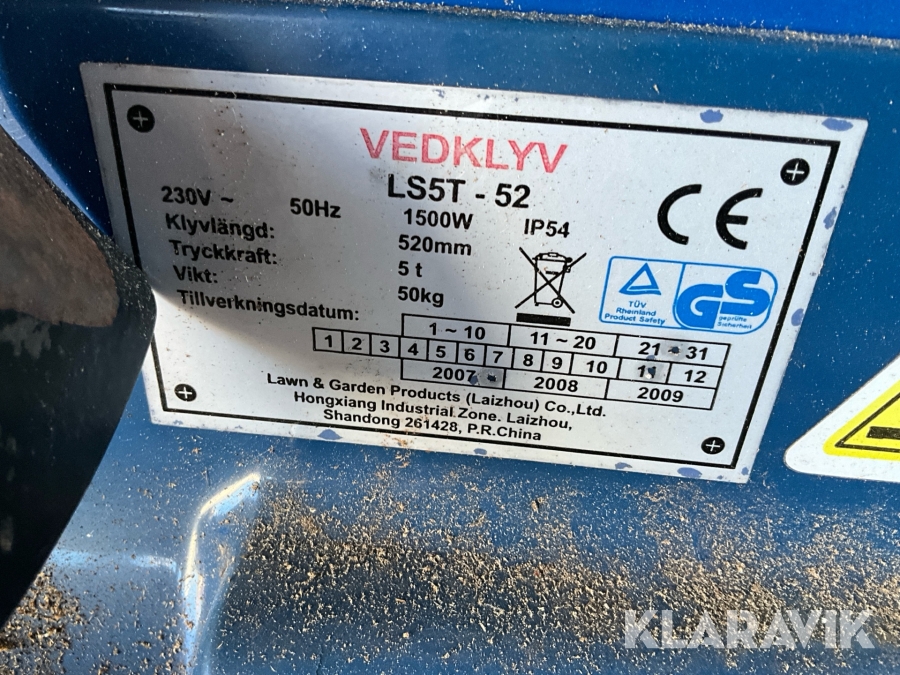 VEDKLYV
LS5T - 52
230V ~ 50Hz 1500W IP54
Klyvlängd: 520mm
Tryckkraft: 5 t
Vikt: 50kg
Tillverkningsdatum:
CE
TÜV
Rheinland
Product Safety
GS
geprüfte
Sicherheit
1 ~ 10 11 ~ 20 21 ~ 31
1 2 3 4 5 6 7 8 9 10 11 12
2007 2008 2009
Lawn & Garden Products (Laizhou) Co.,Ltd.
Hongxiang Industrial.Zone. Laizhou,
Shandong 261428, P.R.China
KLARAVIK